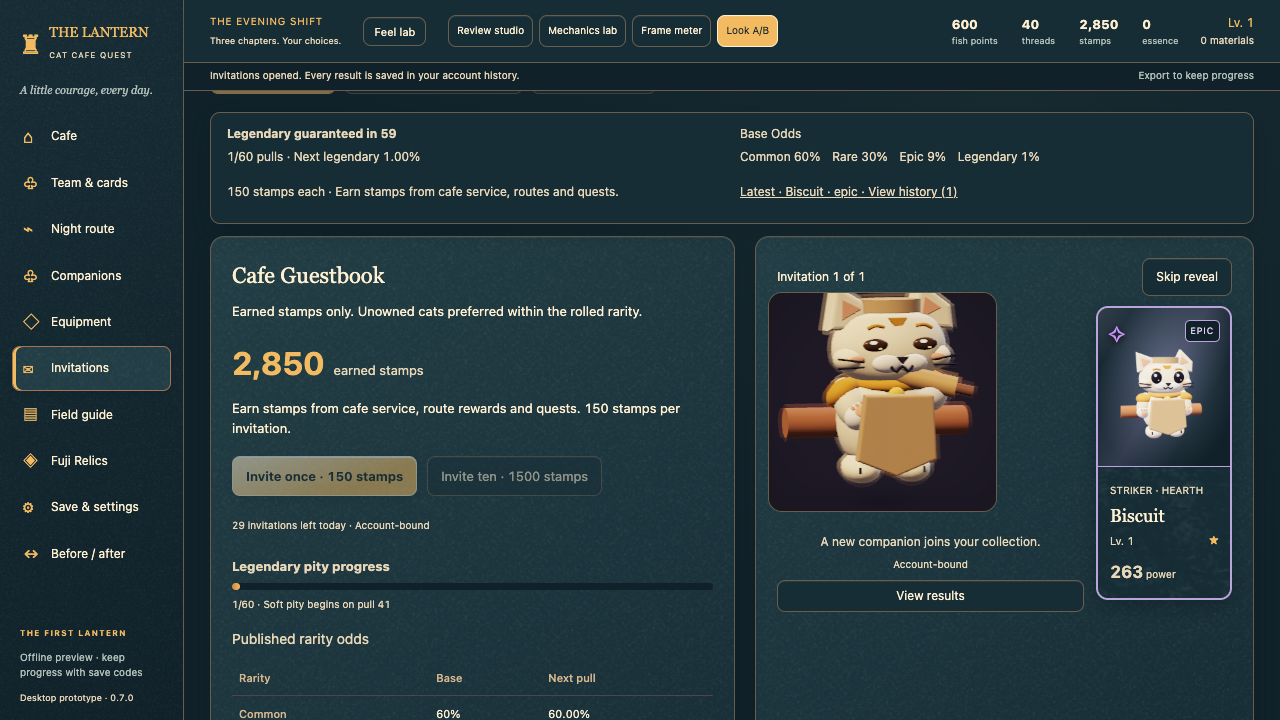 THE LANTERN
CAT CAFE QUEST
A little courage, every day.
Cafe
Team & cards
Night route
Companions
Equipment
Invitations
Field guide
Fuji Relics
Save & settings
Before / after
THE FIRST LANTERN
Offline preview · keep
progress with save codes
Desktop prototype · 0.7.0
THE EVENING SHIFT
Three chapters. Your choices.
Feel lab
Review studio
Mechanics lab
Frame meter
Look A/B
600
fish points
40
threads
2,850
stamps
0
essence
Lv. 1
0 materials
Invitations opened. Every result is saved in your account history.
Export to keep progress
Legendary guaranteed in 59
1/60 pulls · Next legendary 1.00%
150 stamps each · Earn stamps from cafe service, routes and quests.
Base Odds
Common 60% Rare 30% Epic 9% Legendary 1%
Latest · Biscuit · epic · View history (1)
Cafe Guestbook
Earned stamps only. Unowned cats preferred within the rolled rarity.
2,850 earned stamps
Earn stamps from cafe service, route rewards and quests. 150 stamps per
invitation.
Invite once · 150 stamps
Invite ten · 1500 stamps
29 invitations left today · Account-bound
Legendary pity progress
1/60 · Soft pity begins on pull 41
Published rarity odds
Rarity Base Next pull
Common 60% 60.00%
Invitation 1 of 1
Skip reveal
A new companion joins your collection.
Account-bound
View results
EPIC
STRIKER · HEARTH
Biscuit
Lv. 1
263 power